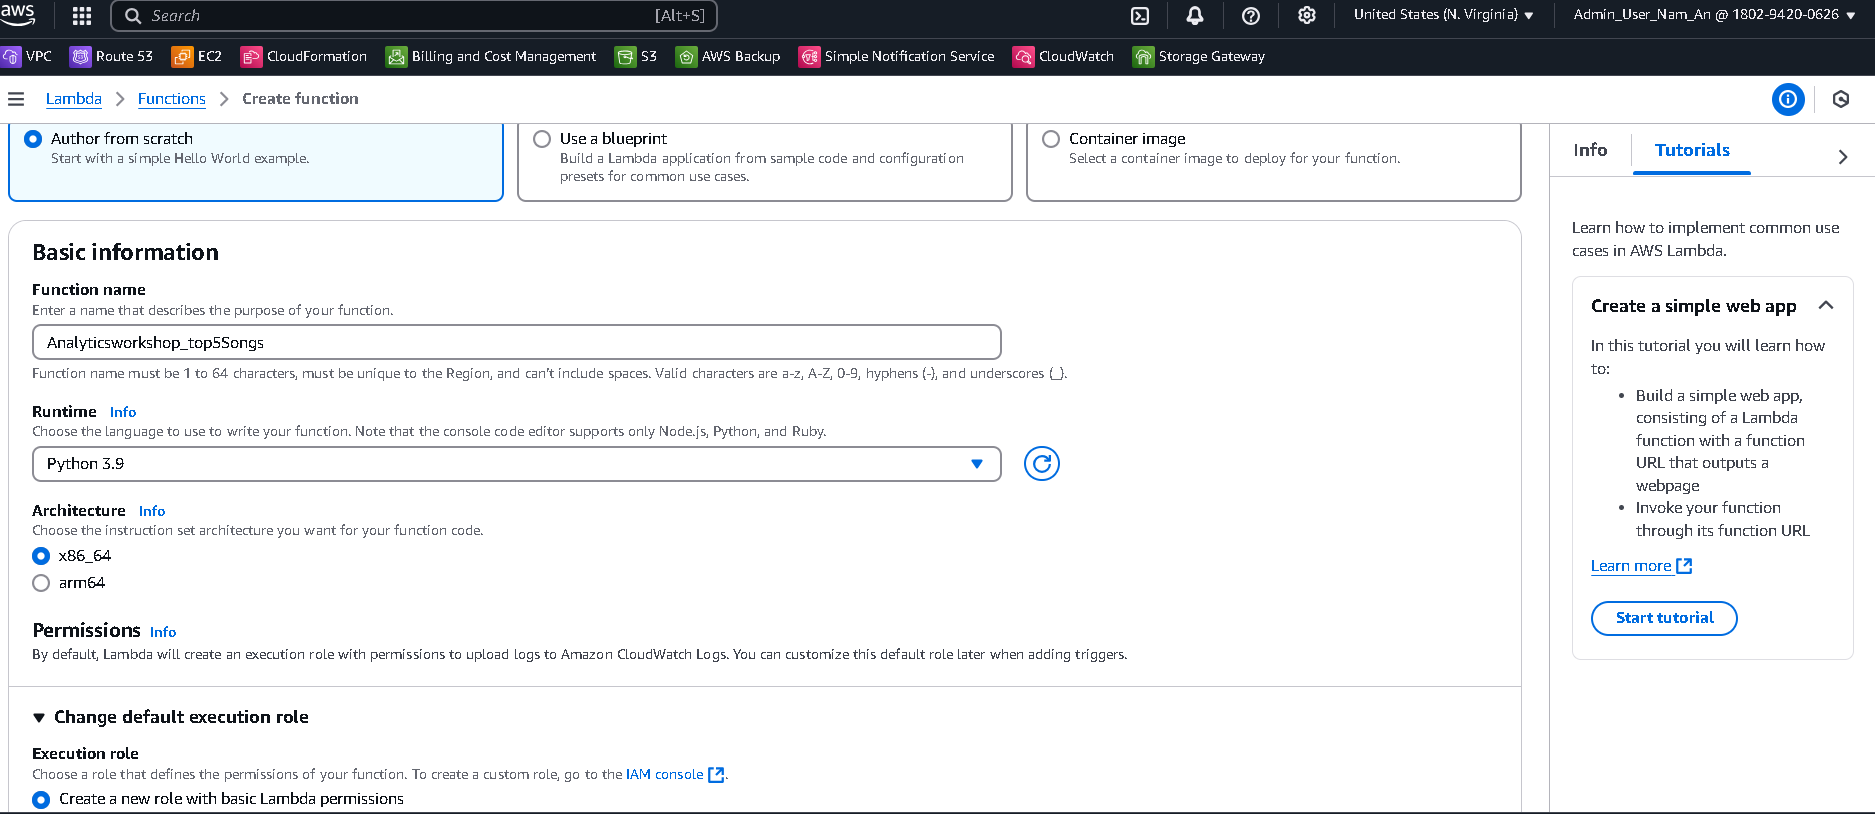 aws
Search [Alt+S]
United States (N. Virginia)
Admin_User_Nam_An @ 1802-9420-0626
VPC
Route 53
EC2
CloudFormation
Billing and Cost Management
S3
AWS Backup
Simple Notification Service
CloudWatch
Storage Gateway
Lambda
Functions
Create function
Author from scratch
Start with a simple Hello World example.
Use a blueprint
Build a Lambda application from sample code and configuration
presets for common use cases.
Container image
Select a container image to deploy for your function.
Basic information
Function name
Enter a name that describes the purpose of your function.
Analyticsworkshop_top5Songs
Function name must be 1 to 64 characters, must be unique to the Region, and can't include spaces. Valid characters are a-z, A-Z, 0-9, hyphens (-), and underscores (_).
Runtime Info
Choose the language to use to write your function. Note that the console code editor supports only Node.js, Python, and Ruby.
Python 3.9
Architecture Info
Choose the instruction set architecture you want for your function code.
x86_64
arm64
Permissions Info
By default, Lambda will create an execution role with permissions to upload logs to Amazon CloudWatch Logs. You can customize this default role later when adding triggers.
Change default execution role
Execution role
Choose a role that defines the permissions of your function. To create a custom role, go to the IAM console.
Create a new role with basic Lambda permissions
Info
Tutorials
Learn how to implement common use
cases in AWS Lambda.
Create a simple web app
In this tutorial you will learn how
to:
• Build a simple web app,
consisting of a Lambda
function with a function
URL that outputs a
webpage
• Invoke your function
through its function URL
Learn more
Start tutorial